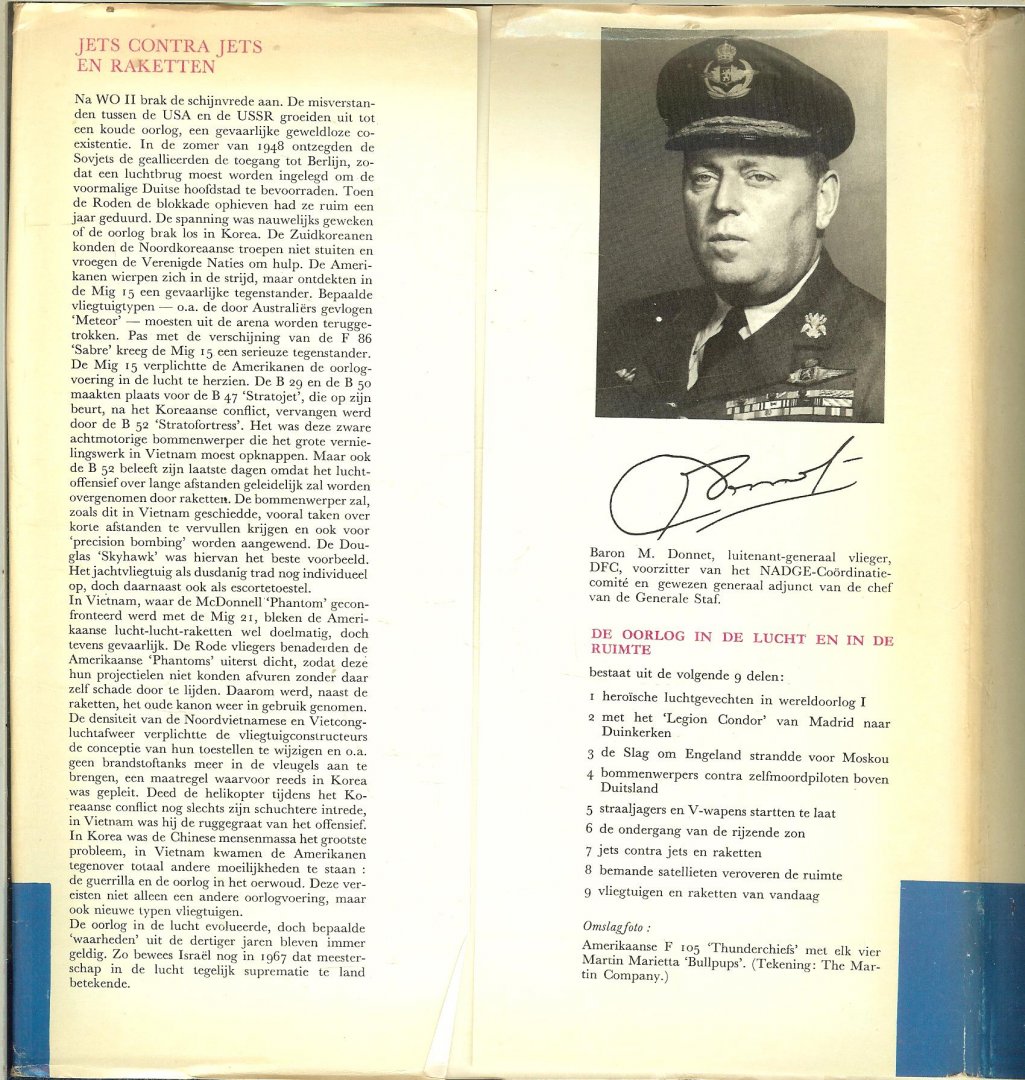 JETS CONTRA JETS
EN RAKETTEN
Na WO II brak de schijnvrede aan. De misverstan-
den tussen de USA en de USSR groeiden uit tot
een koude oorlog, een gevaarlijke geweldloze co-
existentie. In de zomer van 1948 ontzegden de
Sovjets de geallieerden de toegang tot Berlijn, zo-
dat een luchtbrug moest worden ingelegd om de
voormalige Duitse hoofdstad te bevoorraden. Toen
de Roden de blokkade ophieven had ze ruim een
jaar geduurd. De spanning was nauwelijks geweken
of de oorlog brak los in Korea. De Zuidkoreanen
konden de Noordkoreaanse troepen niet stuiten en
vroegen de Verenigde Naties om hulp. De Ameri-
kanen wierpen zich in de strijd, maar ontdekten in
de Mig 15 een gevaarlijke tegenstander. Bepaalde
vliegtuigtypen — o.a. de door Australiërs gevlogen
'Meteor' — moesten uit de arena worden terugge-
trokken. Pas met de verschijning van de F 86
'Sabre' kreeg de Mig 15 een serieuze tegenstander.
De Mig 15 verplichtte de Amerikanen de oorlog-
voering in de lucht te herzien. De B 29 en de B 50
maakten plaats voor de B 47 'Stratojet', die op zijn
beurt, na het Koreaanse conflict, vervangen werd
door de B 52 'Stratofortress'. Het was deze zware
achtmotorige bommenwerper die het grote vernie-
lingswerk in Vietnam moest opknappen. Maar ook
de B 52 beleeft zijn laatste dagen omdat het lucht-
offensief over lange afstanden geleidelijk zal worden
overgenomen door raketten. De bommenwerper zal,
zoals dit in Vietnam geschiedde, vooral taken over
korte afstanden te vervullen krijgen en ook voor
'precision bombing' worden aangewend. De Dou-
glas 'Skyhawk' was hiervan het beste voorbeeld.
Het jachtvliegtuig als dusdanig trad nog individueel
op, doch daarnaast ook als escortetoestel.
In Vietnam, waar de McDonnell 'Phantom' gecon-
fronteerd werd met de Mig 21, bleken de Ameri-
kaanse lucht-lucht-raketten wel doelmatig, doch
tevens gevaarlijk. De Rode vliegers benaderden de
Amerikaanse 'Phantoms' uiterst dicht, zodat deze
hun projectielen niet konden afvuren zonder daar
zelf schade door te lijden. Daarom werd, naast de
raketten, het oude kanon weer in gebruik genomen.
De densiteit van de Noordvietnamese en Vietcong-
luchtafweer verplichtte de vliegtuigconstructeurs
de conceptie van hun toestellen te wijzigen en o.a.
geen brandstoftanks meer in de vleugels aan te
brengen, een maatregel waarvoor reeds in Korea
was gepleit. Deed de helikopter tijdens het Ko-
reaanse conflict nog slechts zijn schuchtere intrede,
in Vietnam was hij de ruggegraat van het offensief.
In Korea was de Chinese mensenmassa het grootste
probleem, in Vietnam kwamen de Amerikanen
tegenover totaal andere moeilijkheden te staan :
de guerrilla en de oorlog in het oerwoud. Deze ver-
eisten niet alleen een andere oorlogvoering, maar
ook nieuwe typen vliegtuigen.
De oorlog in de lucht evolueerde, doch bepaalde
'waarheden' uit de dertiger jaren bleven immer
geldig. Zo bewees Israël nog in 1967 dat meester-
schap in de lucht tegelijk suprematie te land
betekende.
Donnet
Baron M. Donnet, luitenant-generaal vlieger,
DFC, voorzitter van het NADGE-Coördinatie-
comité en gewezen generaal adjunct van de chef
van de Generale Staf.
DE OORLOG IN DE LUCHT EN IN DE
RUIMTE
bestaat uit de volgende 9 delen:
1 heroïsche luchtgevechten in wereldoorlog I
2 met het 'Legion Condor' van Madrid naar
Duinkerken
3 de Slag om Engeland strandde voor Moskou
4 bommenwerpers contra zelfmoordpiloten boven
Duitsland
5 straaljagers en V-wapens startten te laat
6 de ondergang van de rijzende zon
7 jets contra jets en raketten
8 bemande satellieten veroveren de ruimte
9 vliegtuigen en raketten van vandaag
Omslagfoto :
Amerikaanse F 105 'Thunderchiefs' met elk vier
Martin Marietta 'Bullpups'. (Tekening: The Mar-
tin Company.)